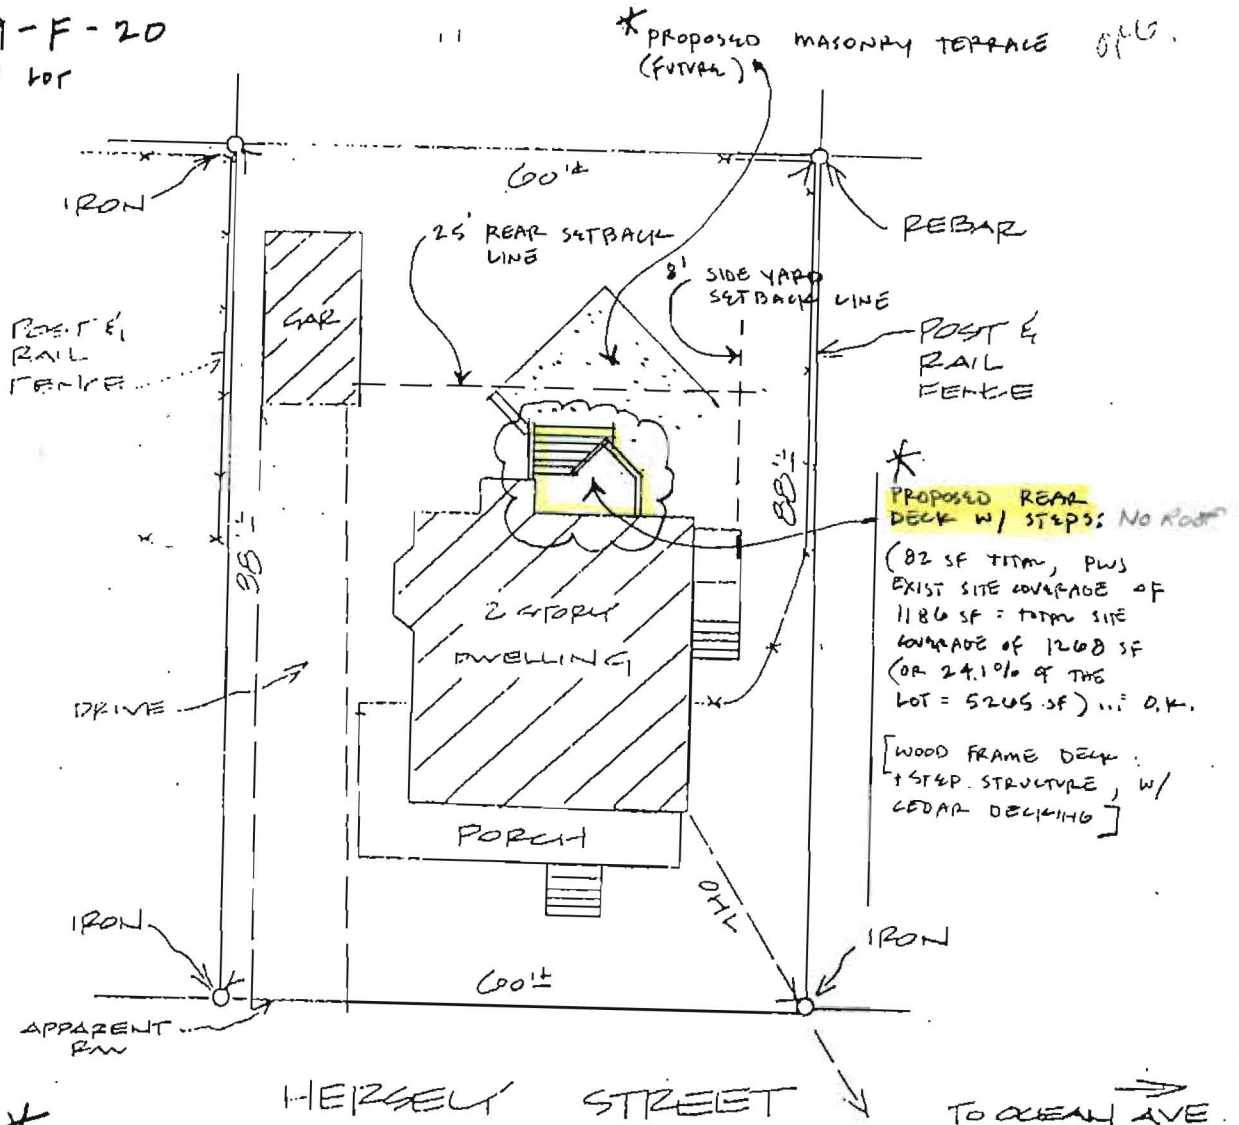 -F-20
LOT
* PROPOSED MASONRY TERRACE
(FUTURE)
60'±
IRON
REBAR
25' REAR SETBACK
LINE
8' SIDE YARD
SETBACK LINE
GAR
POST &
RAIL
FENCE
POST &
RAIL
FENCE
88'±
88'±
*
PROPOSED REAR
DECK W/ STEPS: NO ROOF
(82 SF TOTAL, PLUS
EXIST SITE COVERAGE OF
1186 SF = TOTAL SITE
COVERAGE OF 1268 SF
(OR 24.1% OF THE
LOT = 5265 SF) ... O.K.
[WOOD FRAME DECK
+ STEP STRUCTURE, W/
CEDAR DECKING]
2 STORY
DWELLING
DRIVE
PORCH
OHL
IRON
IRON
60'±
APPARENT
R/W
HERSELY STREET
TO OCEAN AVE.
*